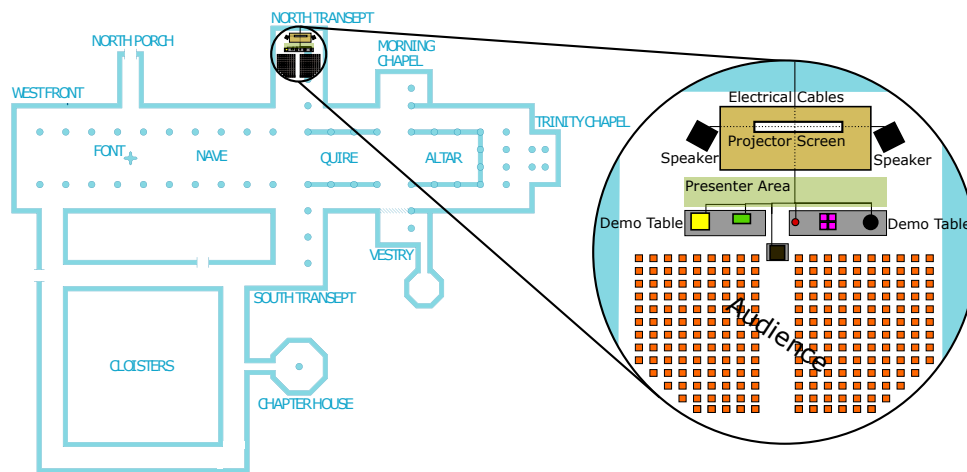 NORTH TRANSEPT
NORTH PORCH
MORNING
CHAPEL
WEST FRONT
TRINITY CHAPEL
FONT
NAVE
QUIRE
ALTAR
VESTRY
SOUTH TRANSEPT
CLOISTERS
CHAPTER HOUSE
Electrical Cables
Projector Screen
Speaker
Speaker
Presenter Area
Demo Table
Demo Table
Audience